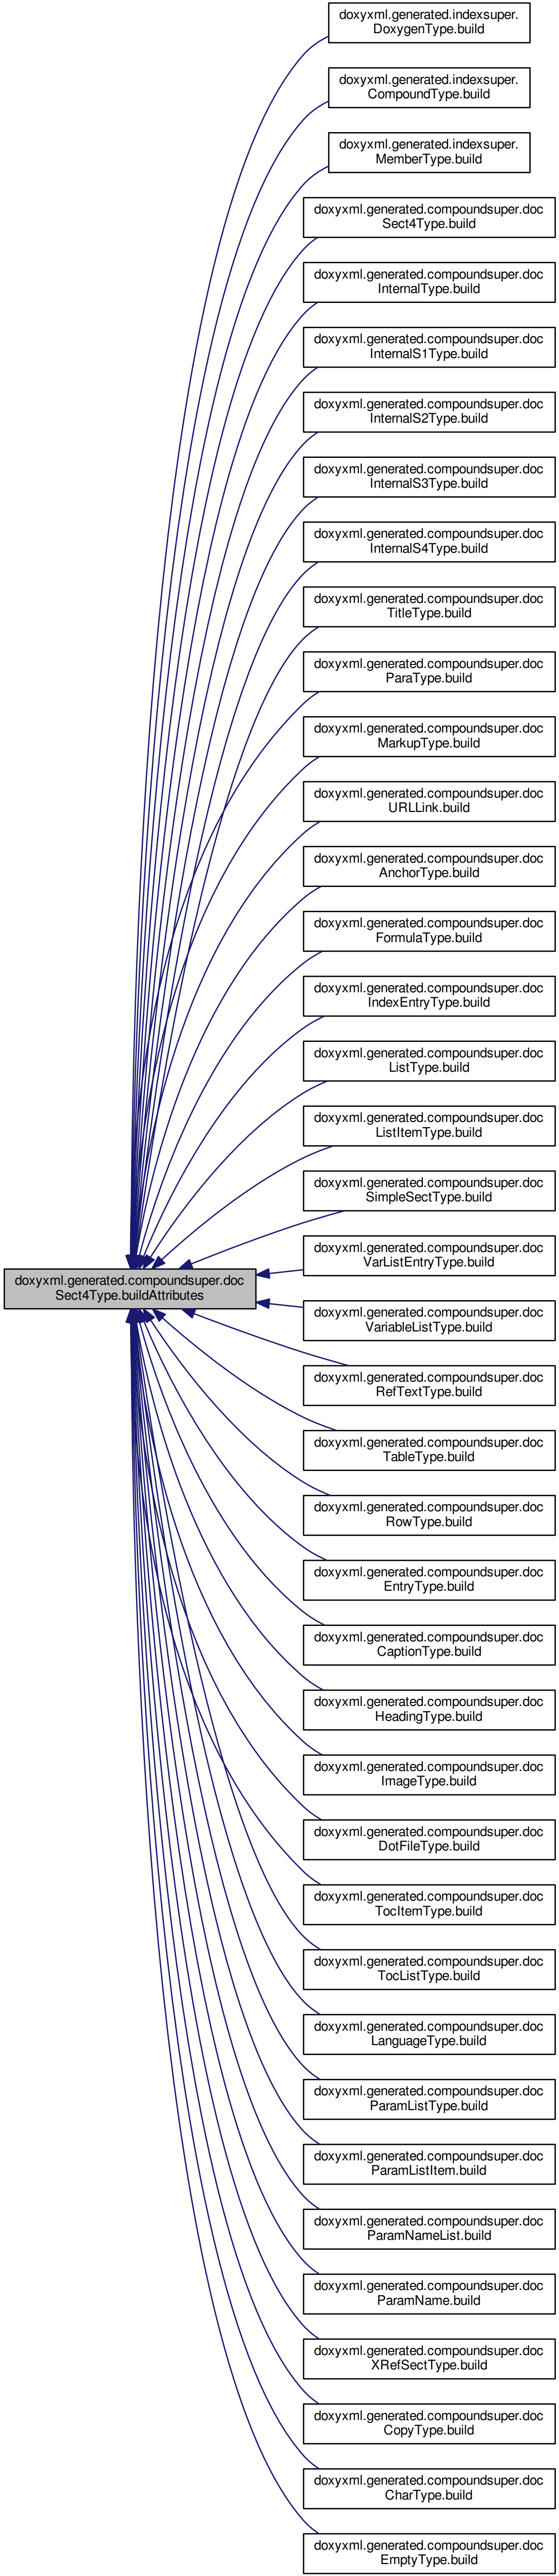 doxyxml.generated.indexsuper.
DoxygenType.build
doxyxml.generated.indexsuper.
CompoundType.build
doxyxml.generated.indexsuper.
MemberType.build
doxyxml.generated.compoundsuper.doc
Sect4Type.build
doxyxml.generated.compoundsuper.doc
InternalType.build
doxyxml.generated.compoundsuper.doc
InternalS1Type.build
doxyxml.generated.compoundsuper.doc
InternalS2Type.build
doxyxml.generated.compoundsuper.doc
InternalS3Type.build
doxyxml.generated.compoundsuper.doc
InternalS4Type.build
doxyxml.generated.compoundsuper.doc
TitleType.build
doxyxml.generated.compoundsuper.doc
ParaType.build
doxyxml.generated.compoundsuper.doc
MarkupType.build
doxyxml.generated.compoundsuper.doc
URLLink.build
doxyxml.generated.compoundsuper.doc
AnchorType.build
doxyxml.generated.compoundsuper.doc
FormulaType.build
doxyxml.generated.compoundsuper.doc
IndexEntryType.build
doxyxml.generated.compoundsuper.doc
ListType.build
doxyxml.generated.compoundsuper.doc
ListItemType.build
doxyxml.generated.compoundsuper.doc
SimpleSectType.build
doxyxml.generated.compoundsuper.doc
VarListEntryType.build
doxyxml.generated.compoundsuper.doc
Sect4Type.buildAttributes
doxyxml.generated.compoundsuper.doc
VariableListType.build
doxyxml.generated.compoundsuper.doc
RefTextType.build
doxyxml.generated.compoundsuper.doc
TableType.build
doxyxml.generated.compoundsuper.doc
RowType.build
doxyxml.generated.compoundsuper.doc
EntryType.build
doxyxml.generated.compoundsuper.doc
CaptionType.build
doxyxml.generated.compoundsuper.doc
HeadingType.build
doxyxml.generated.compoundsuper.doc
ImageType.build
doxyxml.generated.compoundsuper.doc
DotFileType.build
doxyxml.generated.compoundsuper.doc
TocItemType.build
doxyxml.generated.compoundsuper.doc
TocListType.build
doxyxml.generated.compoundsuper.doc
LanguageType.build
doxyxml.generated.compoundsuper.doc
ParamListType.build
doxyxml.generated.compoundsuper.doc
ParamListItem.build
doxyxml.generated.compoundsuper.doc
ParamNameList.build
doxyxml.generated.compoundsuper.doc
ParamName.build
doxyxml.generated.compoundsuper.doc
XRefSectType.build
doxyxml.generated.compoundsuper.doc
CopyType.build
doxyxml.generated.compoundsuper.doc
CharType.build
doxyxml.generated.compoundsuper.doc
EmptyType.build